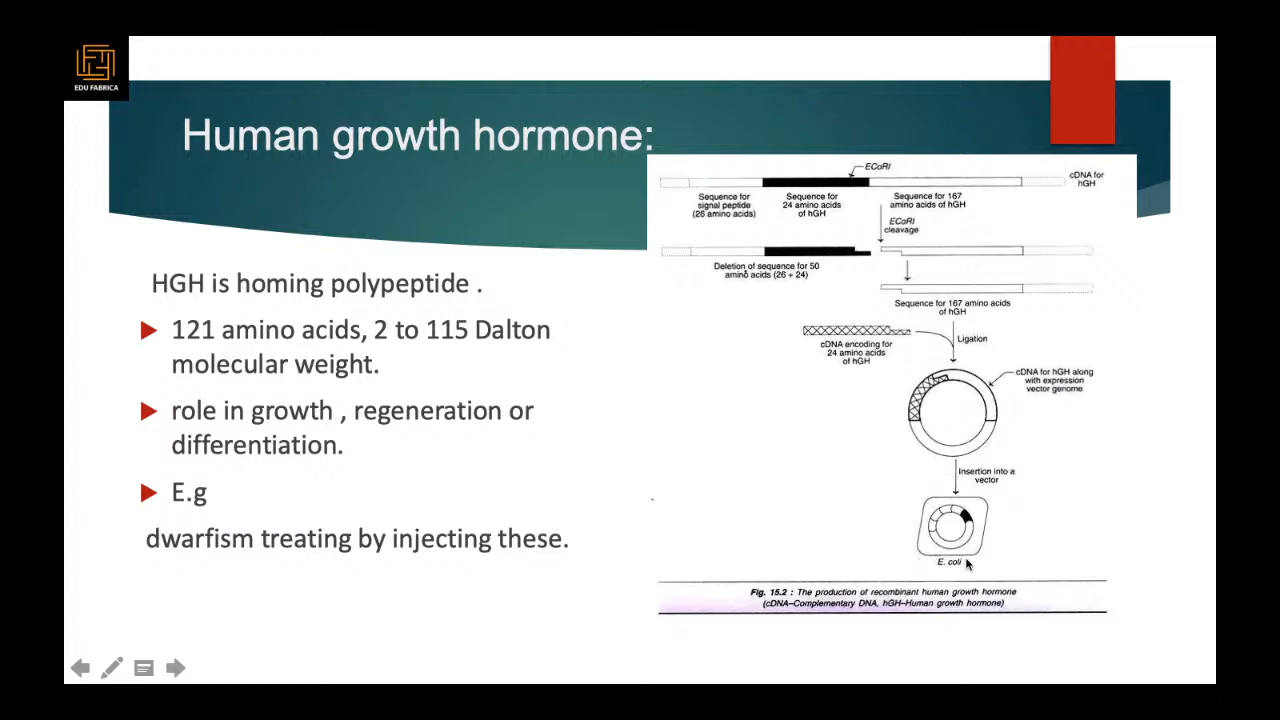 EDU FABRICA
Human growth hormone:
HGH is homing polypeptide .
121 amino acids, 2 to 115 Dalton
molecular weight.
role in growth , regeneration or
differentiation.
E.g
dwarfism treating by injecting these.
ECoRI
cDNA for
hGH
Sequence for
signal peptide
(26 amino acids)
Sequence for
24 amino acids
of hGH
Sequence for 167
amino acids of hGH
ECoRI
cleavage
Deletion of sequence for 50
amino acids (26 + 24)
Sequence for 167 amino acids
of hGH
Ligation
cDNA encoding for
24 amino acids
of hGH
cDNA for hGH along
with expression
vector genome
Insertion into a
vector
E. coli
Fig. 15.2 : The production of recombinant human growth hormone
(cDNA–Complementary DNA, hGH–Human growth hormone)